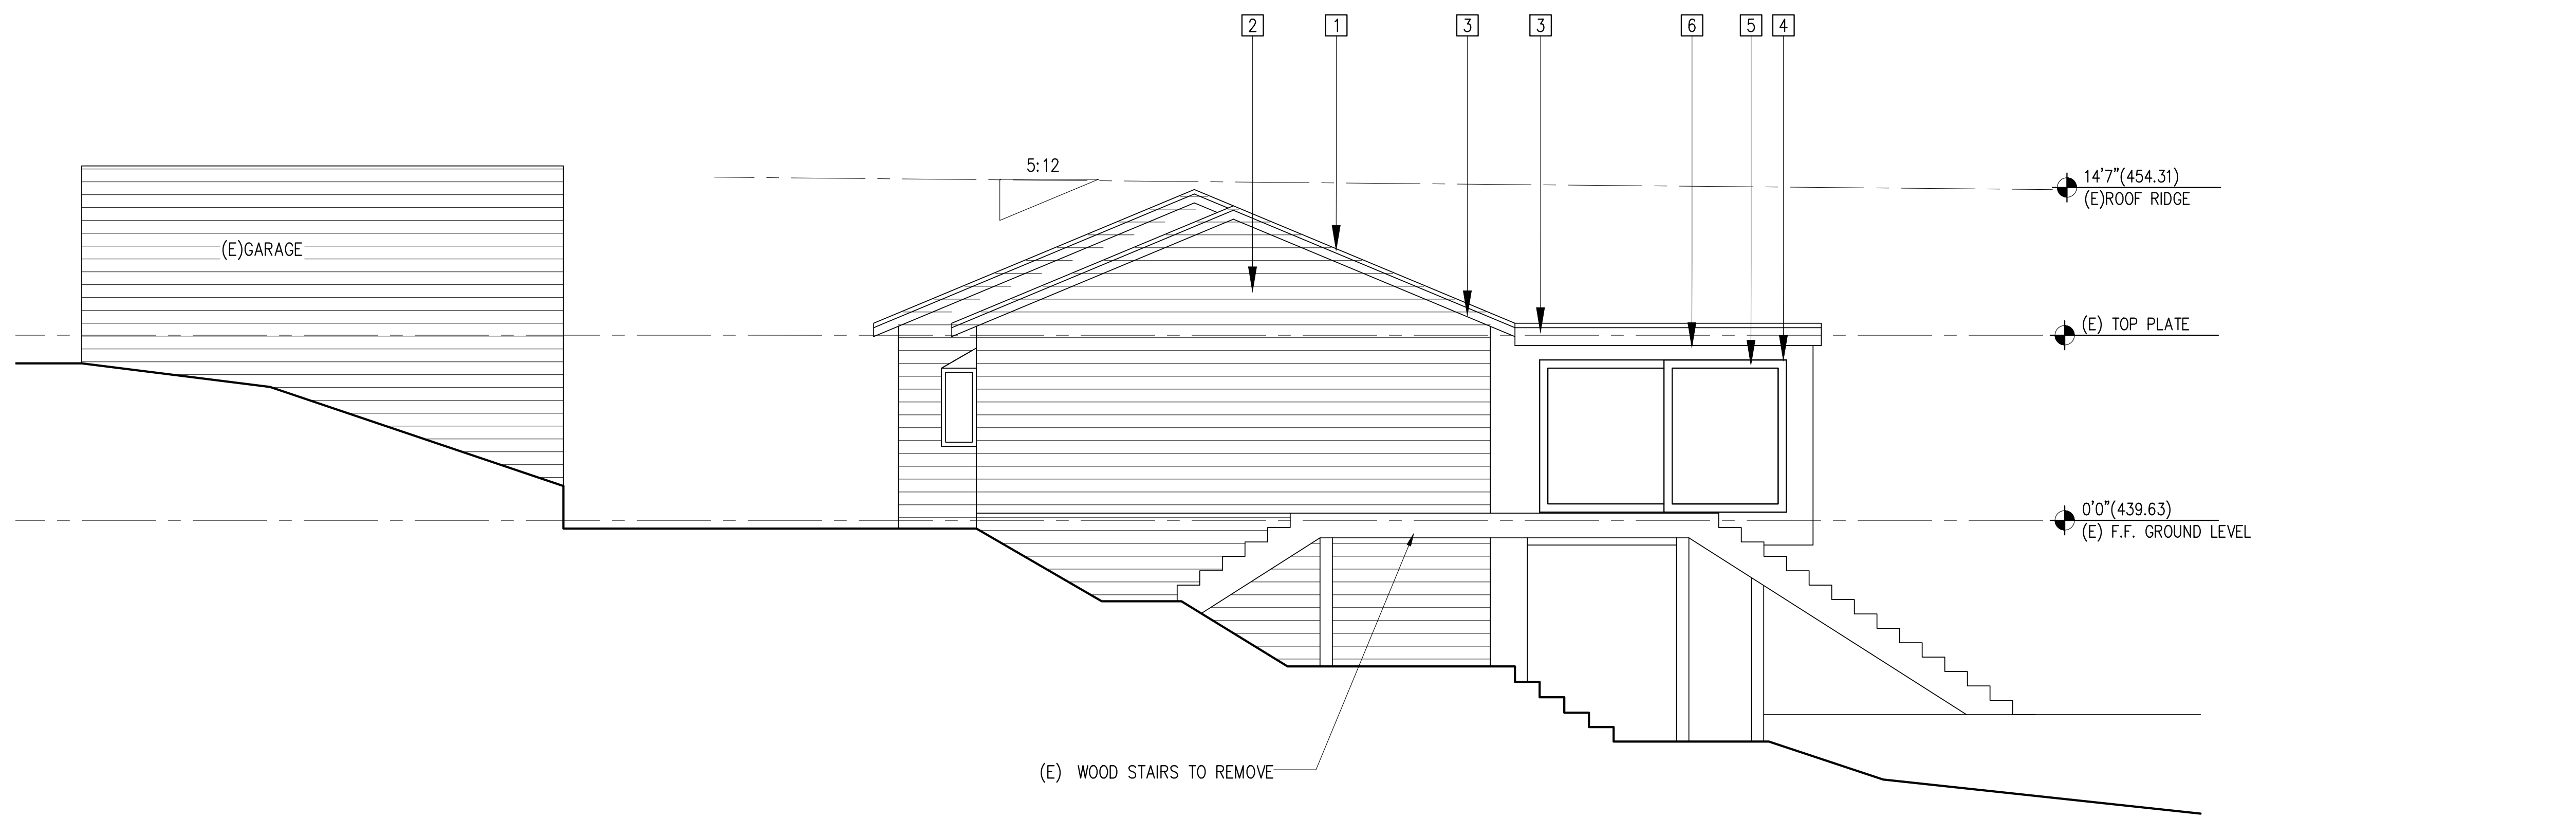 2
1
3
3
6
5
4
5:12
14'7"(454.31)
(E)ROOF RIDGE
(E)GARAGE
(E) TOP PLATE
0'0"(439.63)
(E) F.F. GROUND LEVEL
(E) WOOD STAIRS TO REMOVE